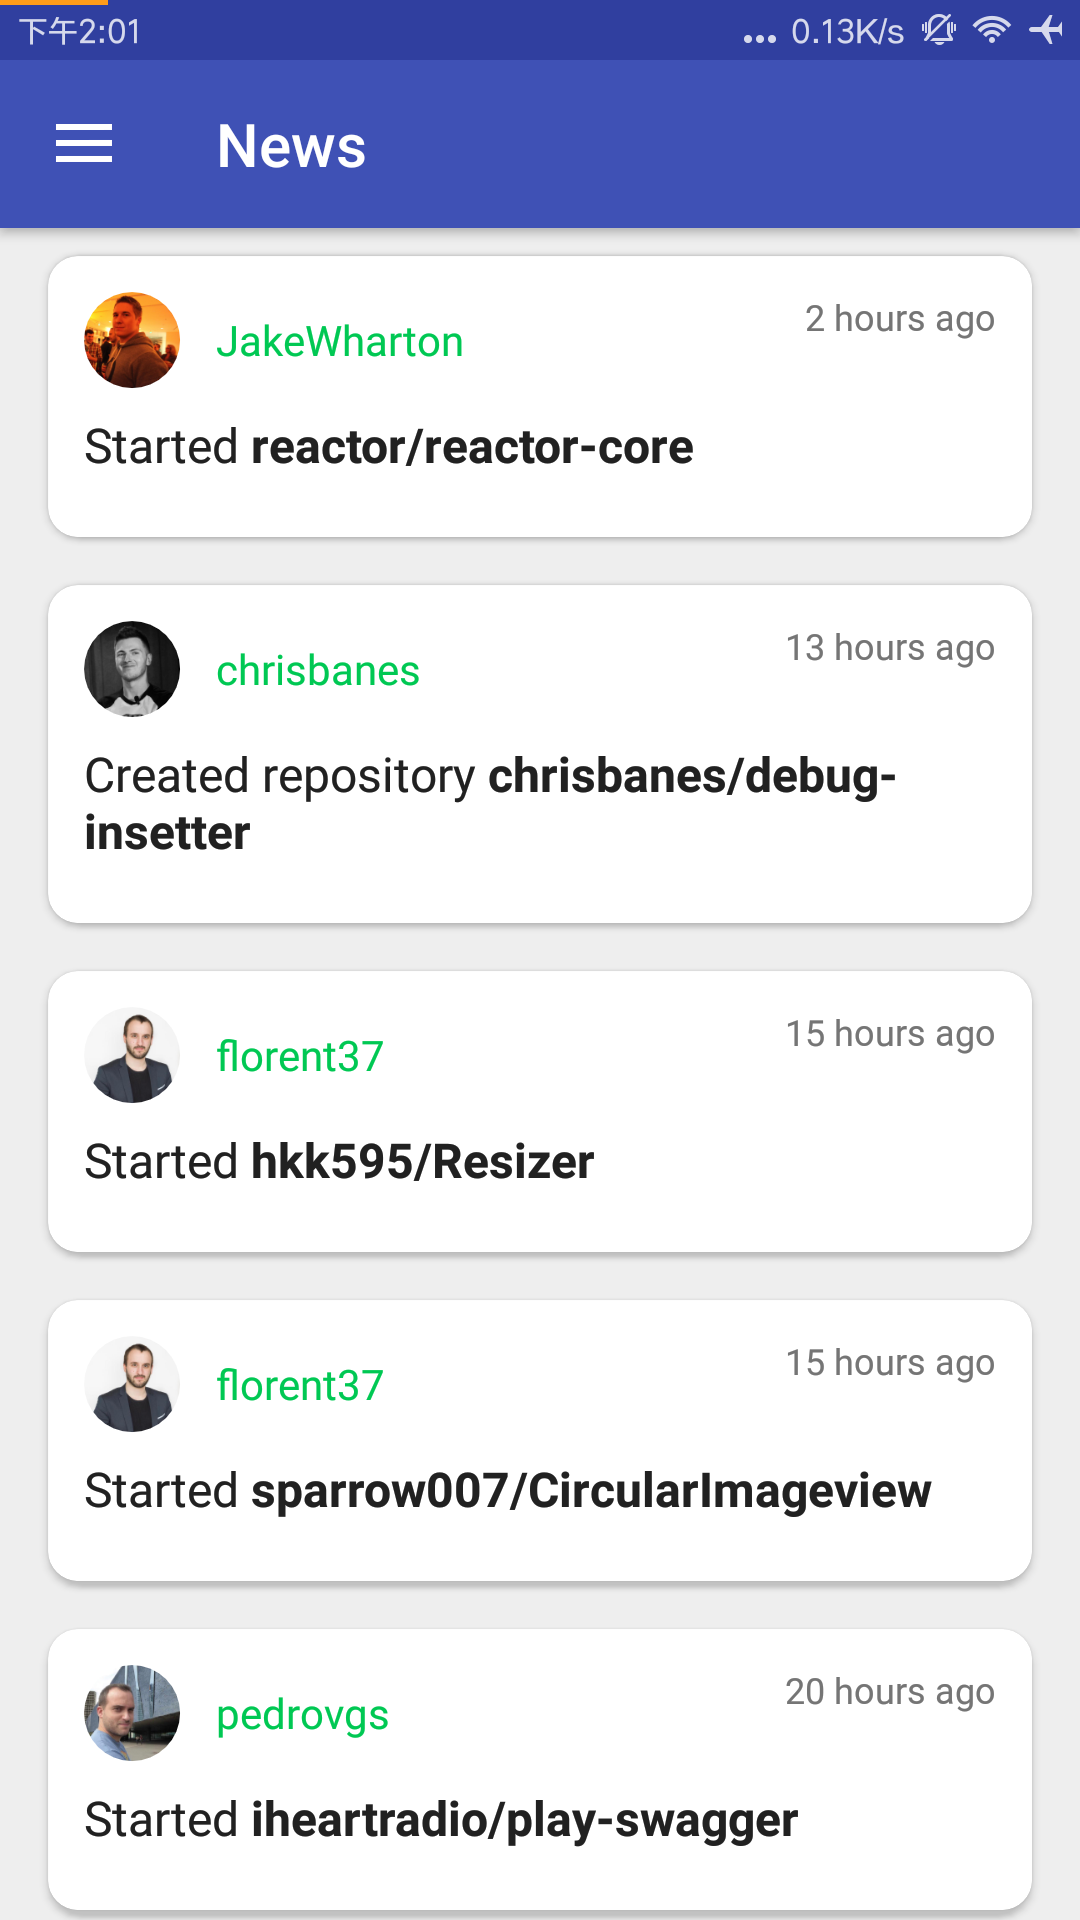 下午2:01
... 0.13K/s
News
JakeWharton
2 hours ago
Started reactor/reactor-core
chrisbanes
13 hours ago
Created repository chrisbanes/debug-
insetter
florent37
15 hours ago
Started hkk595/Resizer
florent37
15 hours ago
Started sparrow007/CircularImageview
pedrovgs
20 hours ago
Started iheartradio/play-swagger